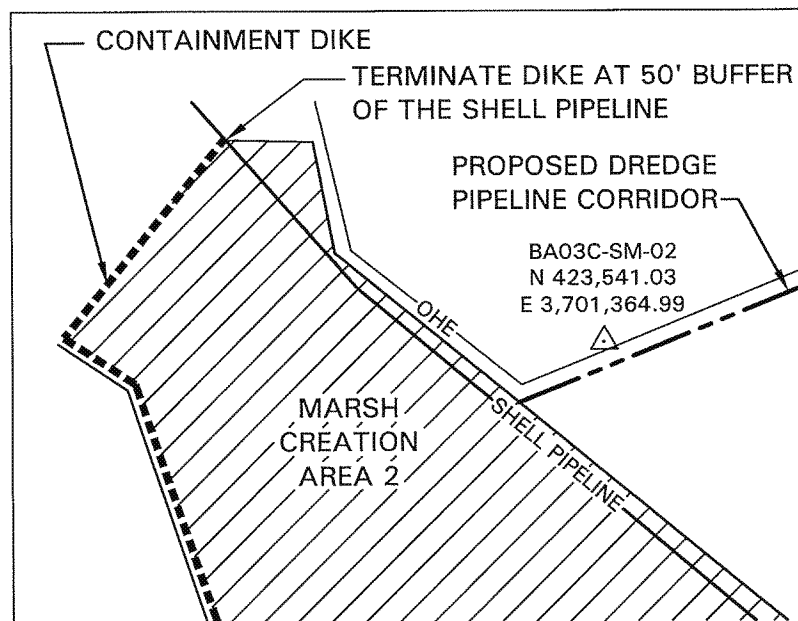 CONTAINMENT DIKE
TERMINATE DIKE AT 50' BUFFER
OF THE SHELL PIPELINE
PROPOSED DREDGE
PIPELINE CORRIDOR
BA03C-SM-02
N 423,541.03
E 3,701,364.99
OHE
MARSH
CREATION
AREA 2
SHELL PIPELINE